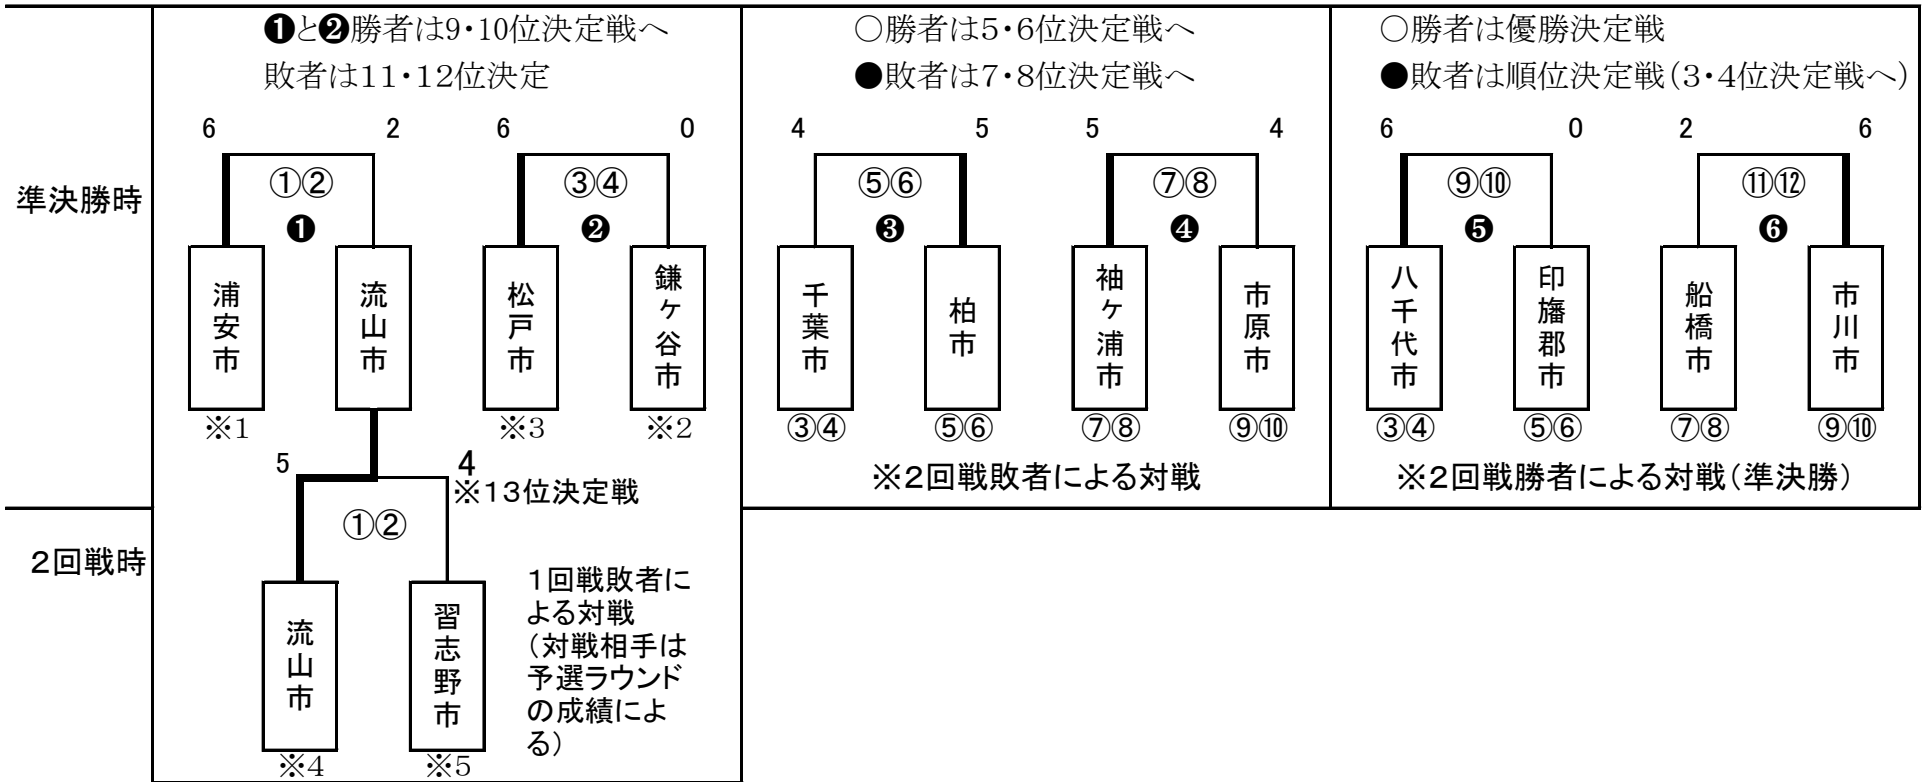 ❶と❷勝者は9・10位決定戦へ
敗者は11・12位決定
○勝者は5・6位決定戦へ
●敗者は7・8位決定戦へ
○勝者は優勝決定戦
●敗者は順位決定戦(3・4位決定戦へ)
準決勝時
6 2 6 0
①② ③④
❶ ❷
浦安市 流山市 松戸市 鎌ヶ谷市
※1 ※3 ※2
4 5 5 4
⑤⑥ ⑦⑧
❸ ❹
千葉市 柏市 袖ヶ浦市 市原市
③④ ⑤⑥ ⑦⑧ ⑨⑩
※2回戦敗者による対戦
6 0 2 6
⑨⑩ ⑪⑫
❺ ❻
八千代市 印旛郡市 船橋市 市川市
③④ ⑤⑥ ⑦⑧ ⑨⑩
※2回戦勝者による対戦(準決勝)
5 4
※13位決定戦
2回戦時
①②
流山市 習志野市
※4 ※5
1回戦敗者に
よる対戦
(対戦相手は
予選ラウンド
の成績によ
る)